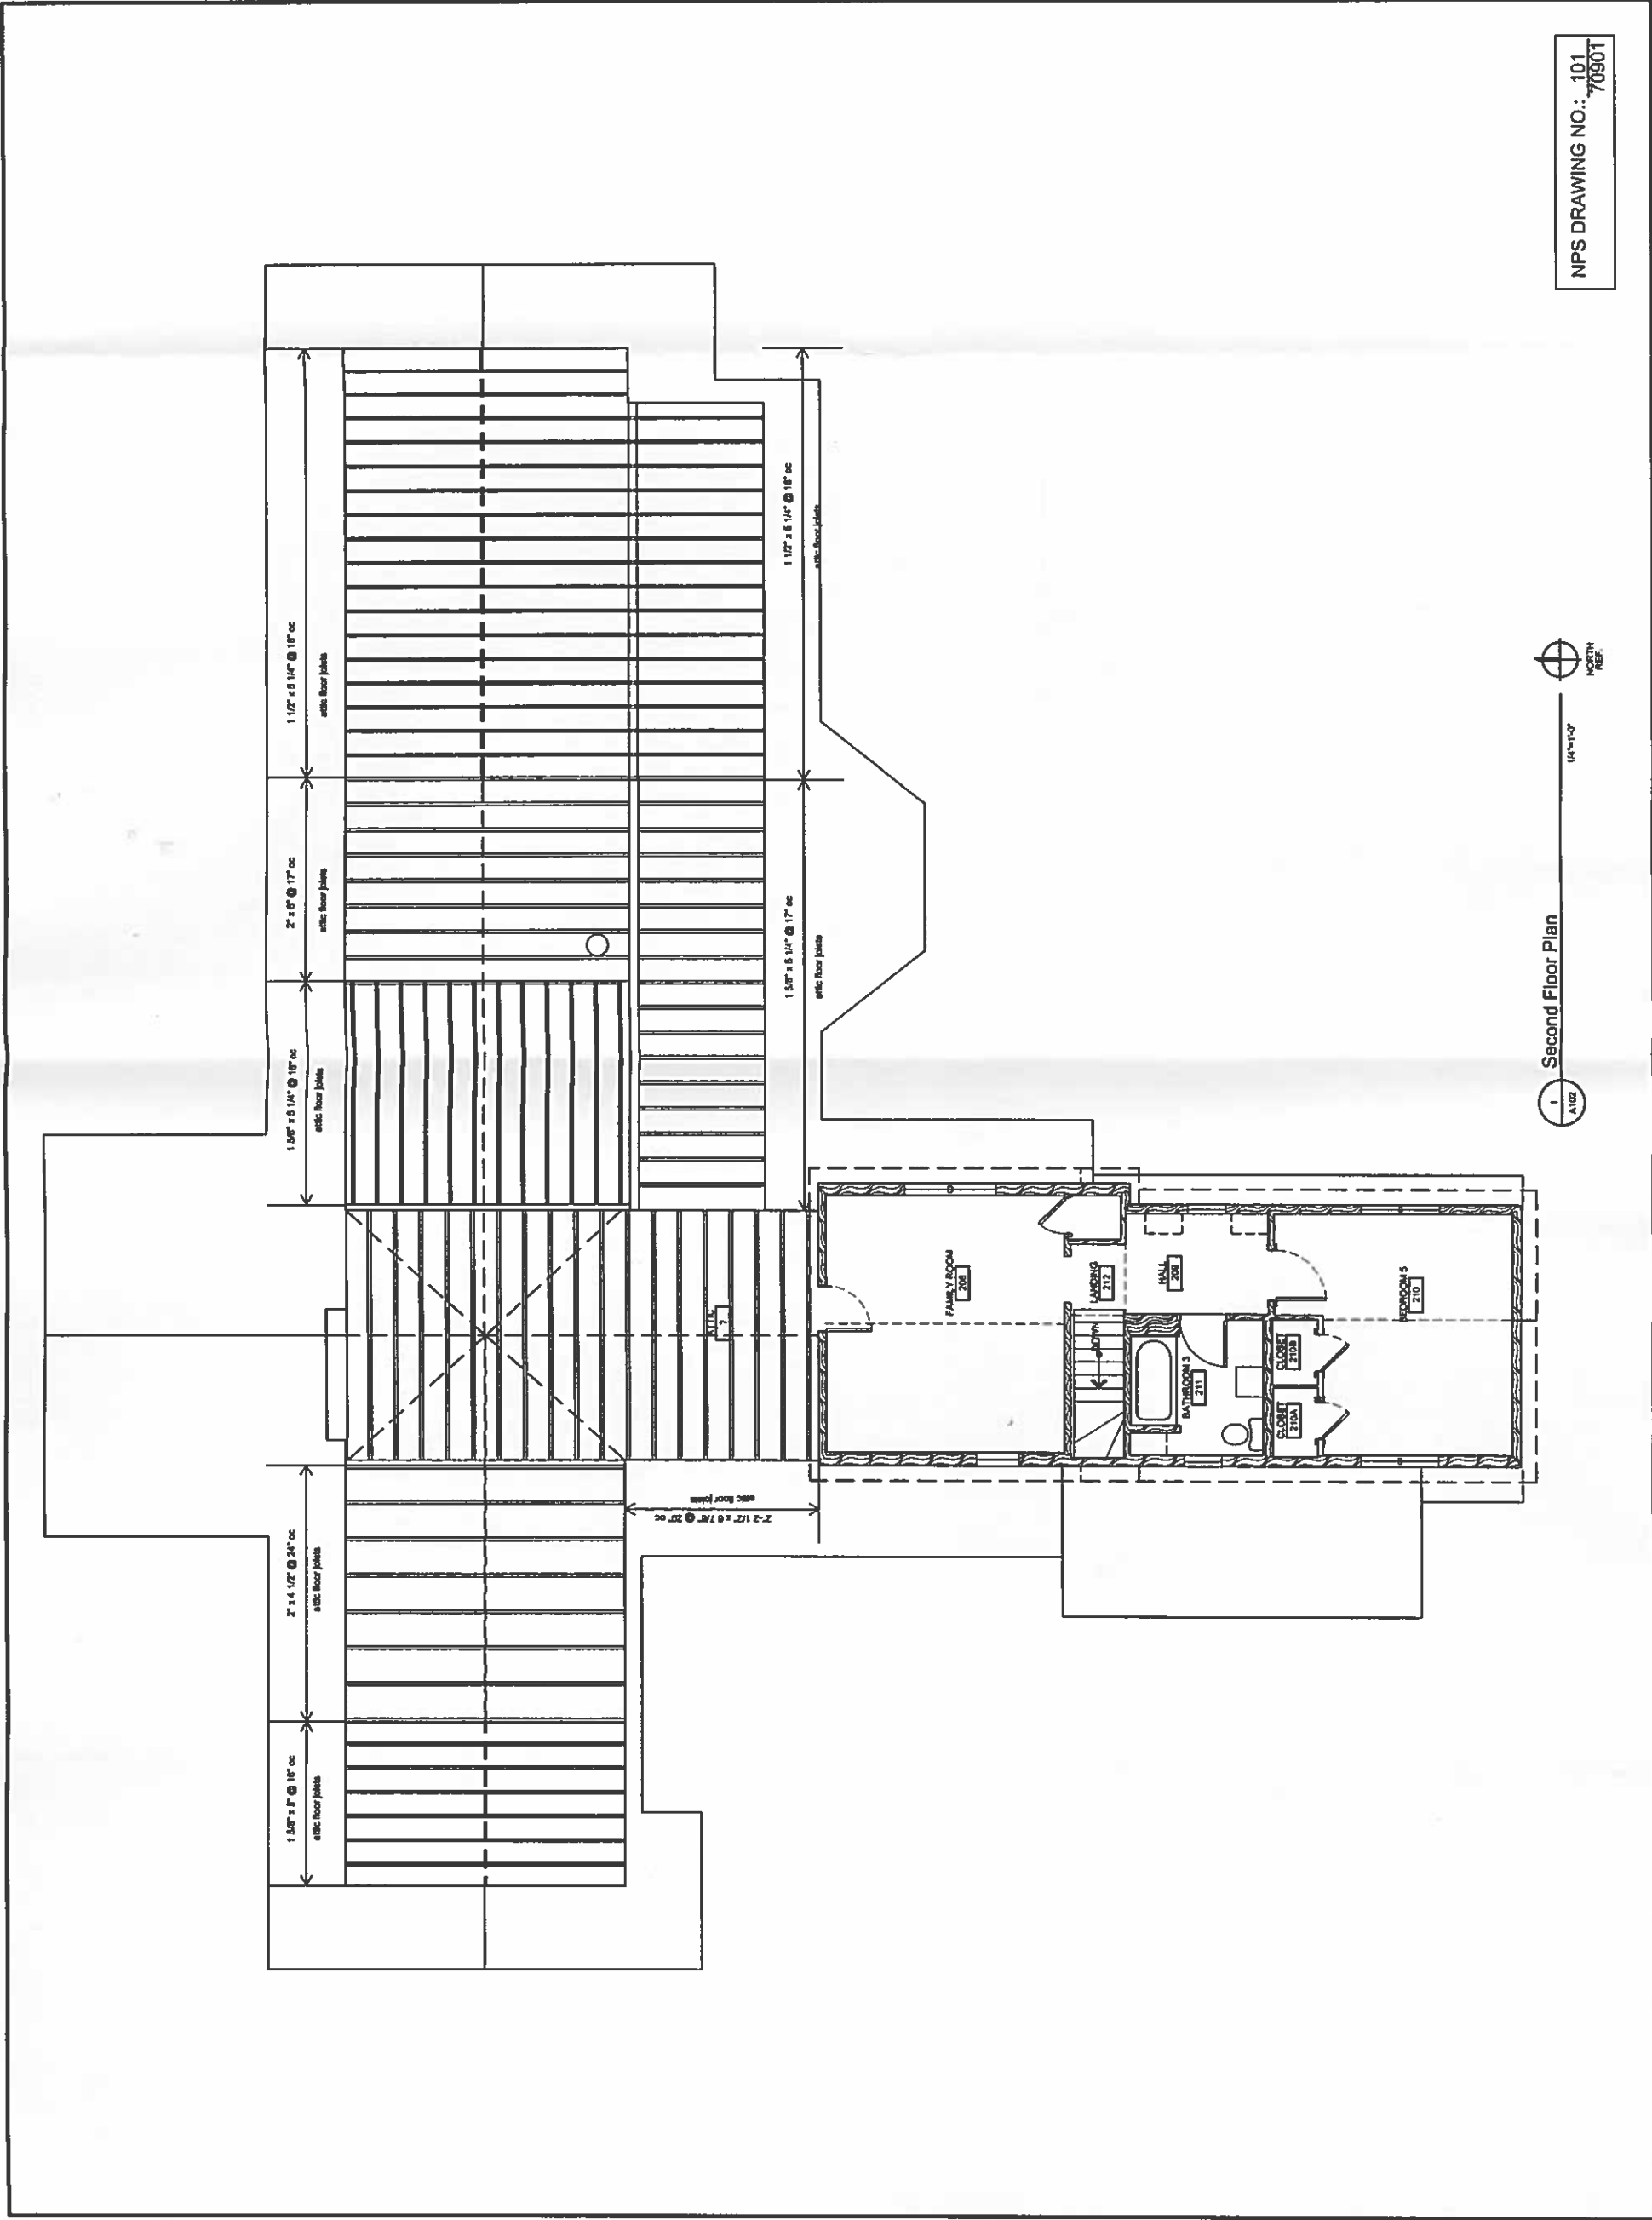 1 5/8" x 5" @ 16" oc
attic floor joists
2" x 4 1/2" @ 24" oc
attic floor joists
1 5/8" x 5 1/4" @ 16" oc
attic floor joists
2" x 6" @ 17" oc
attic floor joists
1 1/2" x 5 1/4" @ 16" oc
attic floor joists
2"-2 1/2" x 6 7/8" @ 20" oc
attic floor joists
ATTIC
?
1 5/8" x 5 1/4" @ 17" oc
attic floor joists
1 1/2" x 5 1/4" @ 16" oc
attic floor joists
FAMILY ROOM
208
LANDING
212
DOWN
HALL
209
BATHROOM 3
211
CLOSET
210A
CLOSET
210B
BEDROOM 5
210
1
A102
Second Floor Plan
1/4"=1'-0"
NORTH
REF.
NPS DRAWING NO.: 101
70901